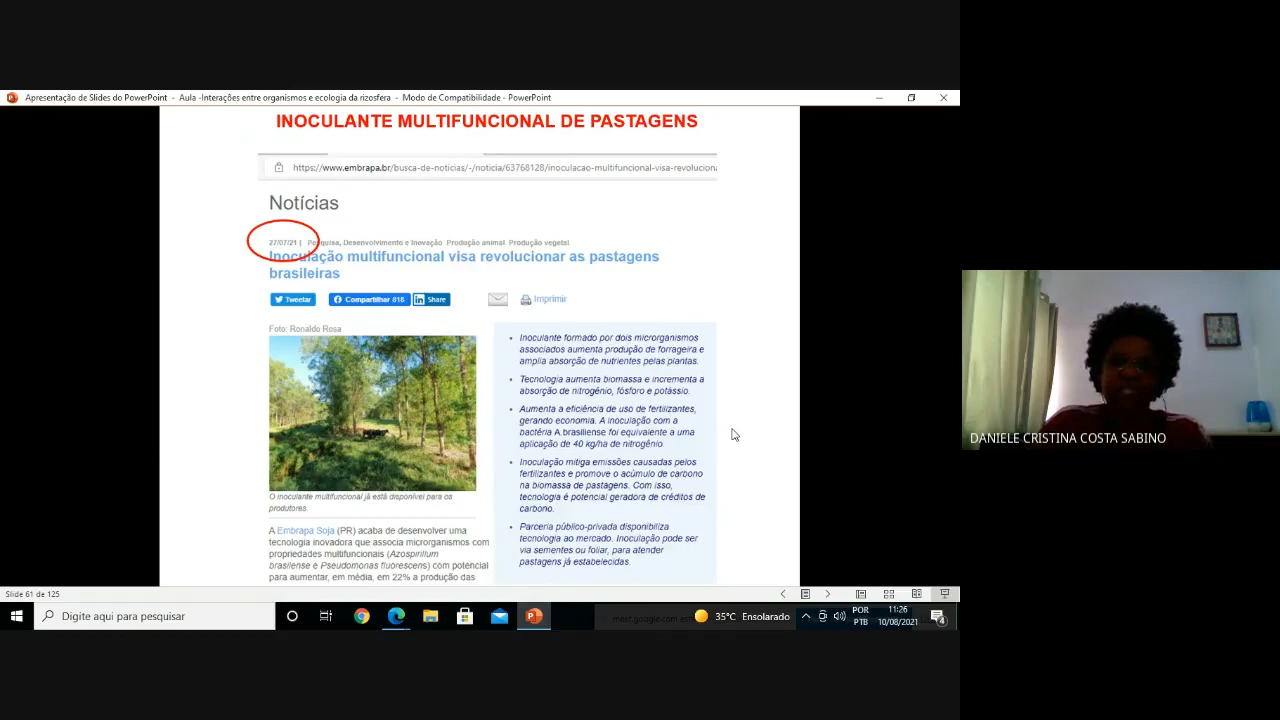 Apresentação de Slides do PowerPoint - Aula -Interações entre organismos e ecologia da rizosfera - Modo de Compatibilidade - PowerPoint
INOCULANTE MULTIFUNCIONAL DE PASTAGENS
https://www.embrapa.br/busca-de-noticias/-/noticia/63768128/inoculacao-multifuncional-visa-revoluciona
Notícias
27/07/21 | Pesquisa, Desenvolvimento e Inovação Produção animal Produção vegetal
Inoculação multifuncional visa revolucionar as pastagens
brasileiras
Tweetar
Compartilhar 816
Share
Imprimir
Foto: Ronaldo Rosa
O inoculante multifuncional já está disponível para os
produtores.
A Embrapa Soja (PR) acaba de desenvolver uma
tecnologia inovadora que associa microrganismos com
propriedades multifuncionais (Azospirillum
brasilense e Pseudomonas fluorescens) com potencial
para aumentar, em média, em 22% a produção das
• Inoculante formado por dois microrganismos
associados aumenta produção de forrageira e
amplia absorção de nutrientes pelas plantas.
• Tecnologia aumenta biomassa e incrementa a
absorção de nitrogênio, fósforo e potássio.
• Aumenta a eficiência de uso de fertilizantes,
gerando economia. A inoculação com a
bactéria A.brasiliense foi equivalente a uma
aplicação de 40 kg/ha de nitrogênio.
• Inoculação mitiga emissões causadas pelos
fertilizantes e promove o acúmulo de carbono
na biomassa de pastagens. Com isso,
tecnologia é potencial geradora de créditos de
carbono.
• Parceria público-privada disponibiliza
tecnologia ao mercado. Inoculação pode ser
via sementes ou foliar, para atender
pastagens já estabelecidas.
DANIELE CRISTINA COSTA SABINO
Slide 61 de 125
Digite aqui para pesquisar
35°C Ensolarado
POR
PTB
11:26
10/08/2021
4